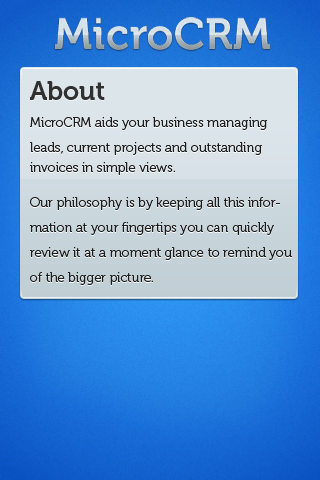 MicroCRM
About
MicroCRM aids your business managing
leads, current projects and outstanding
invoices in simple views.
Our philosophy is by keeping all this infor-
mation at your fingertips you can quickly
review it at a moment glance to remind you
of the bigger picture.